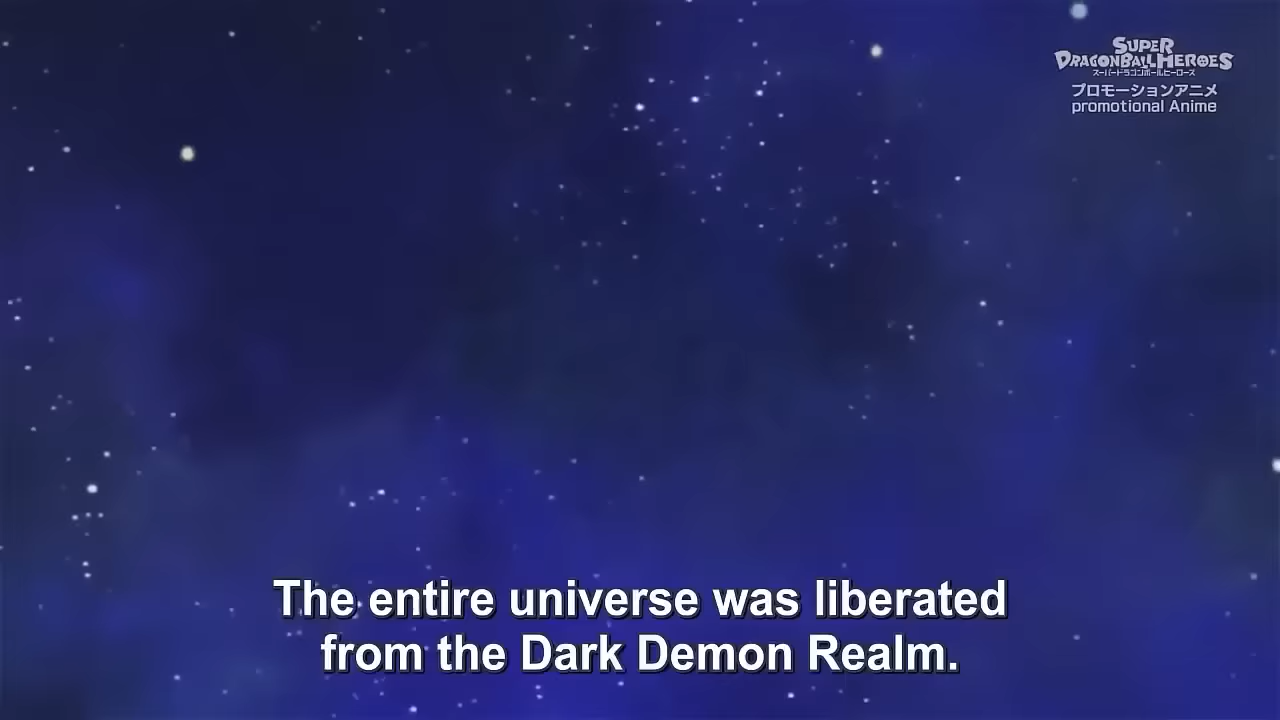 SUPER
DRAGONBALL HEROES
スーパードラゴンボールヒーローズ
プロモーションアニメ
promotional Anime
The entire universe was liberated
from the Dark Demon Realm.